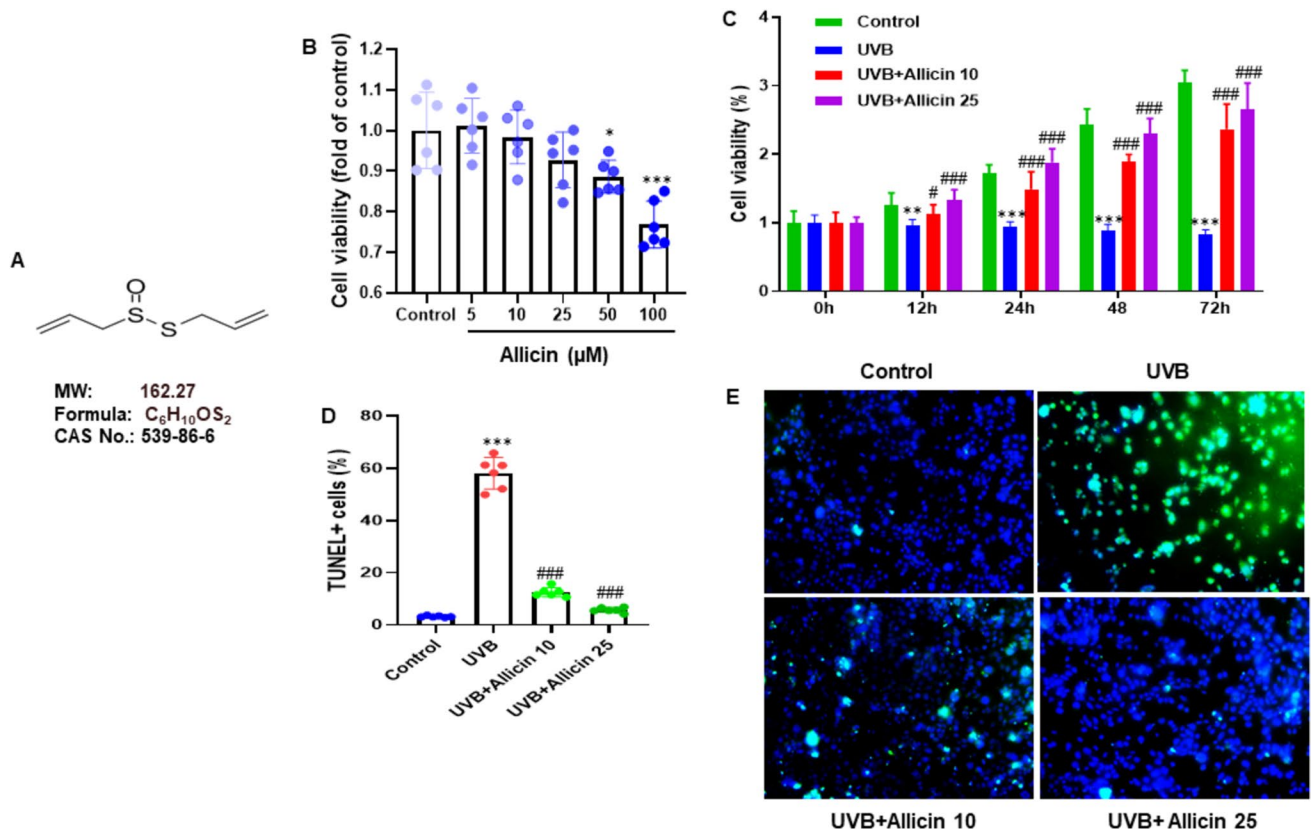 A
O
S
S
MW: 162.27
Formula: C₆H₁₀OS₂
CAS No.: 539-86-6
B
Cell viability (fold of control)
1.2
1.1
1.0
0.9
0.8
0.7
0.6
*
***
Control 5 10 25 50 100
Allicin (µM)
C
Control
UVB
UVB+Allicin 10
UVB+Allicin 25
Cell viability (%)
4
3
2
1
0
** # ###
*** ### ###
*** ### ###
*** ### ###
0h 12h 24h 48 72h
D
TUNEL+ cells (%)
80
60
40
20
0
***
###
###
Control UVB UVB+Allicin 10 UVB+Allicin 25
E
Control UVB
UVB+Allicin 10 UVB+Allicin 25